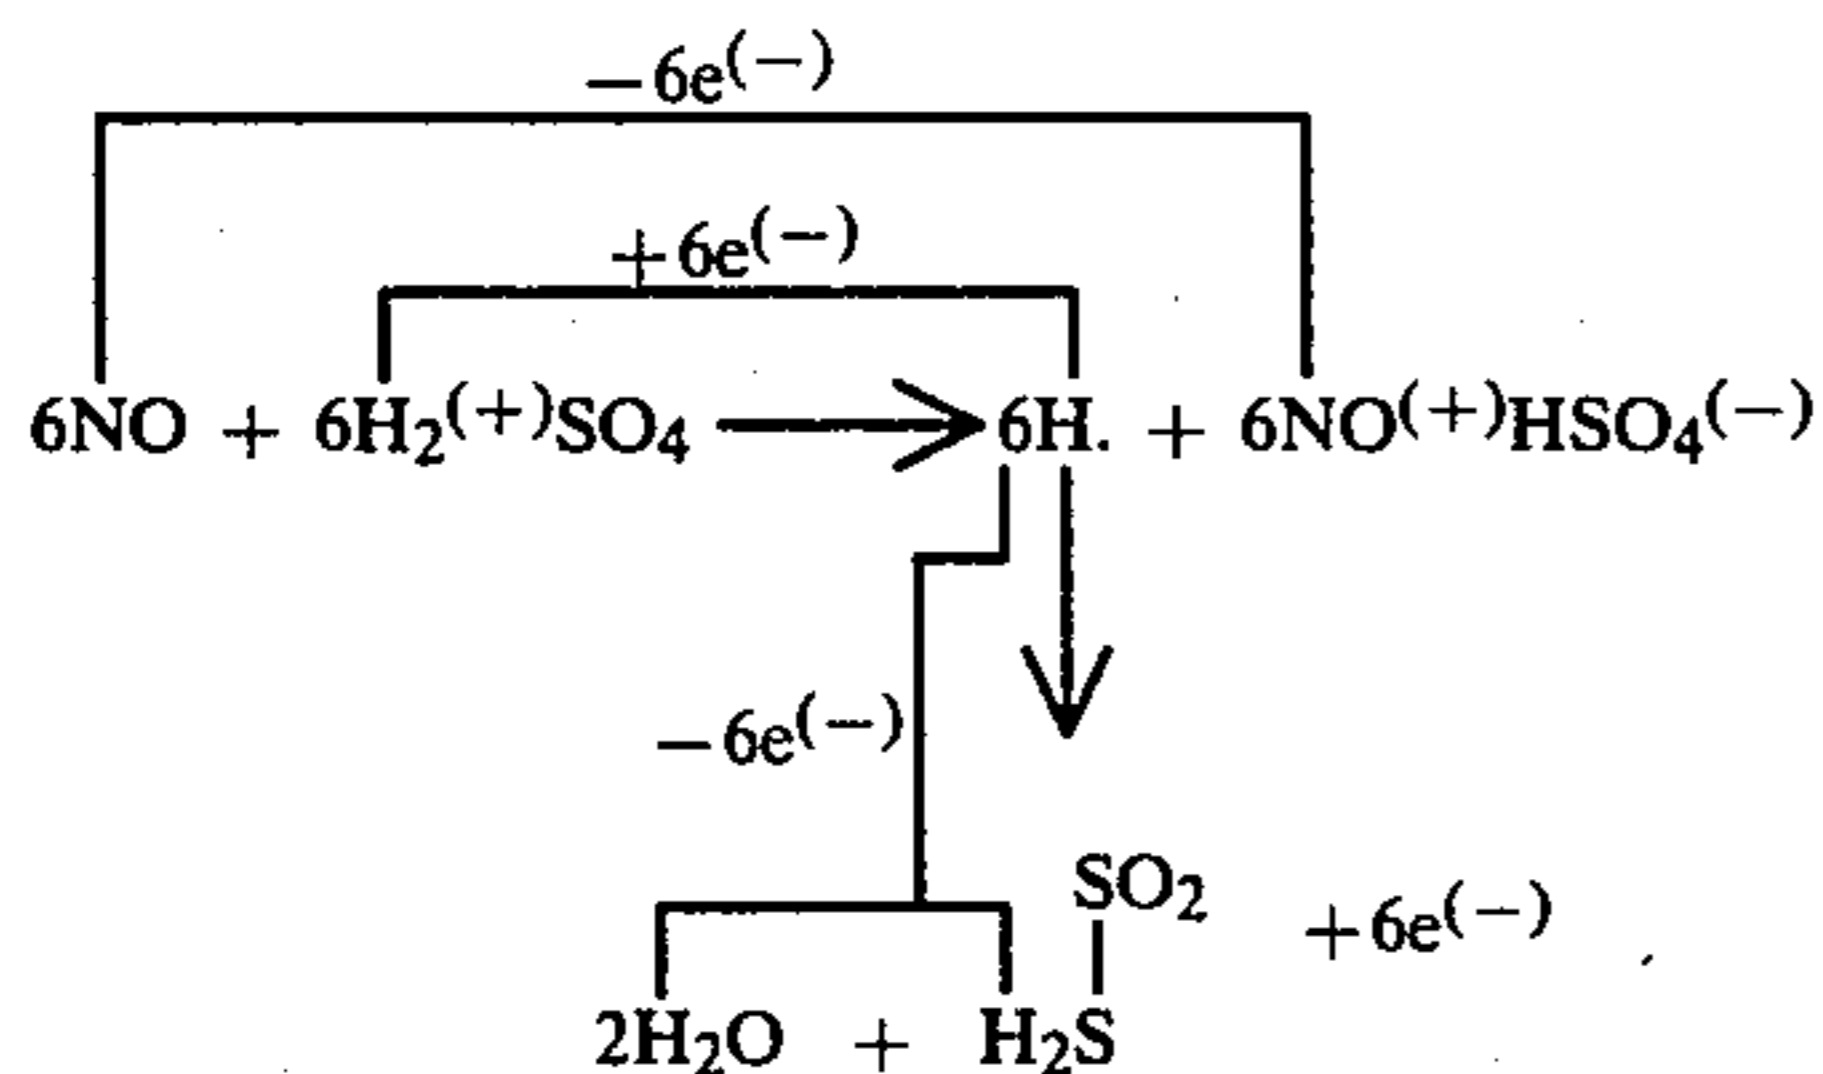 −6e(−)
+6e(−)
6NO + 6H₂(+)SO₄ ⟶ 6H. + 6NO(+)HSO₄(−)
−6e(−)
SO₂ +6e(−)
2H₂O + H₂S